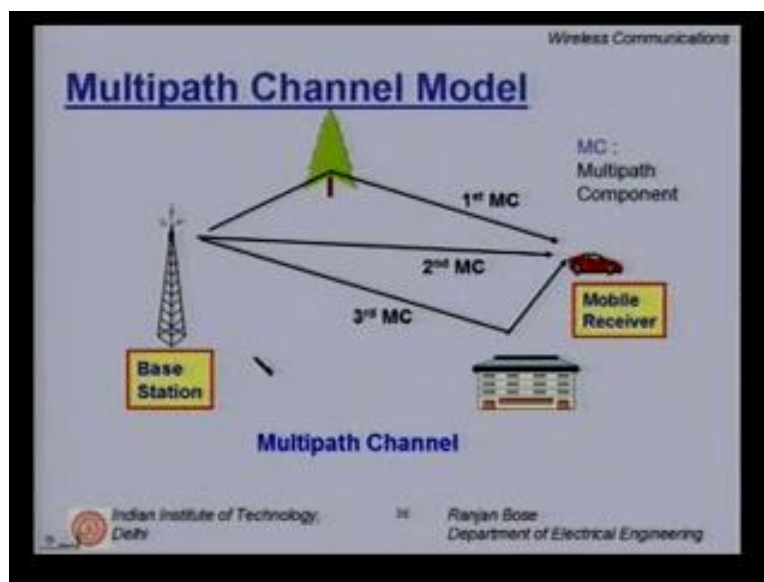 Wireless Communications
Multipath Channel Model
MC :
Multipath
Component
1st MC
2nd MC
3rd MC
Mobile
Receiver
Base
Station
Multipath Channel
Indian Institute of Technology,
Delhi
Ranjan Bose
Department of Electrical Engineering